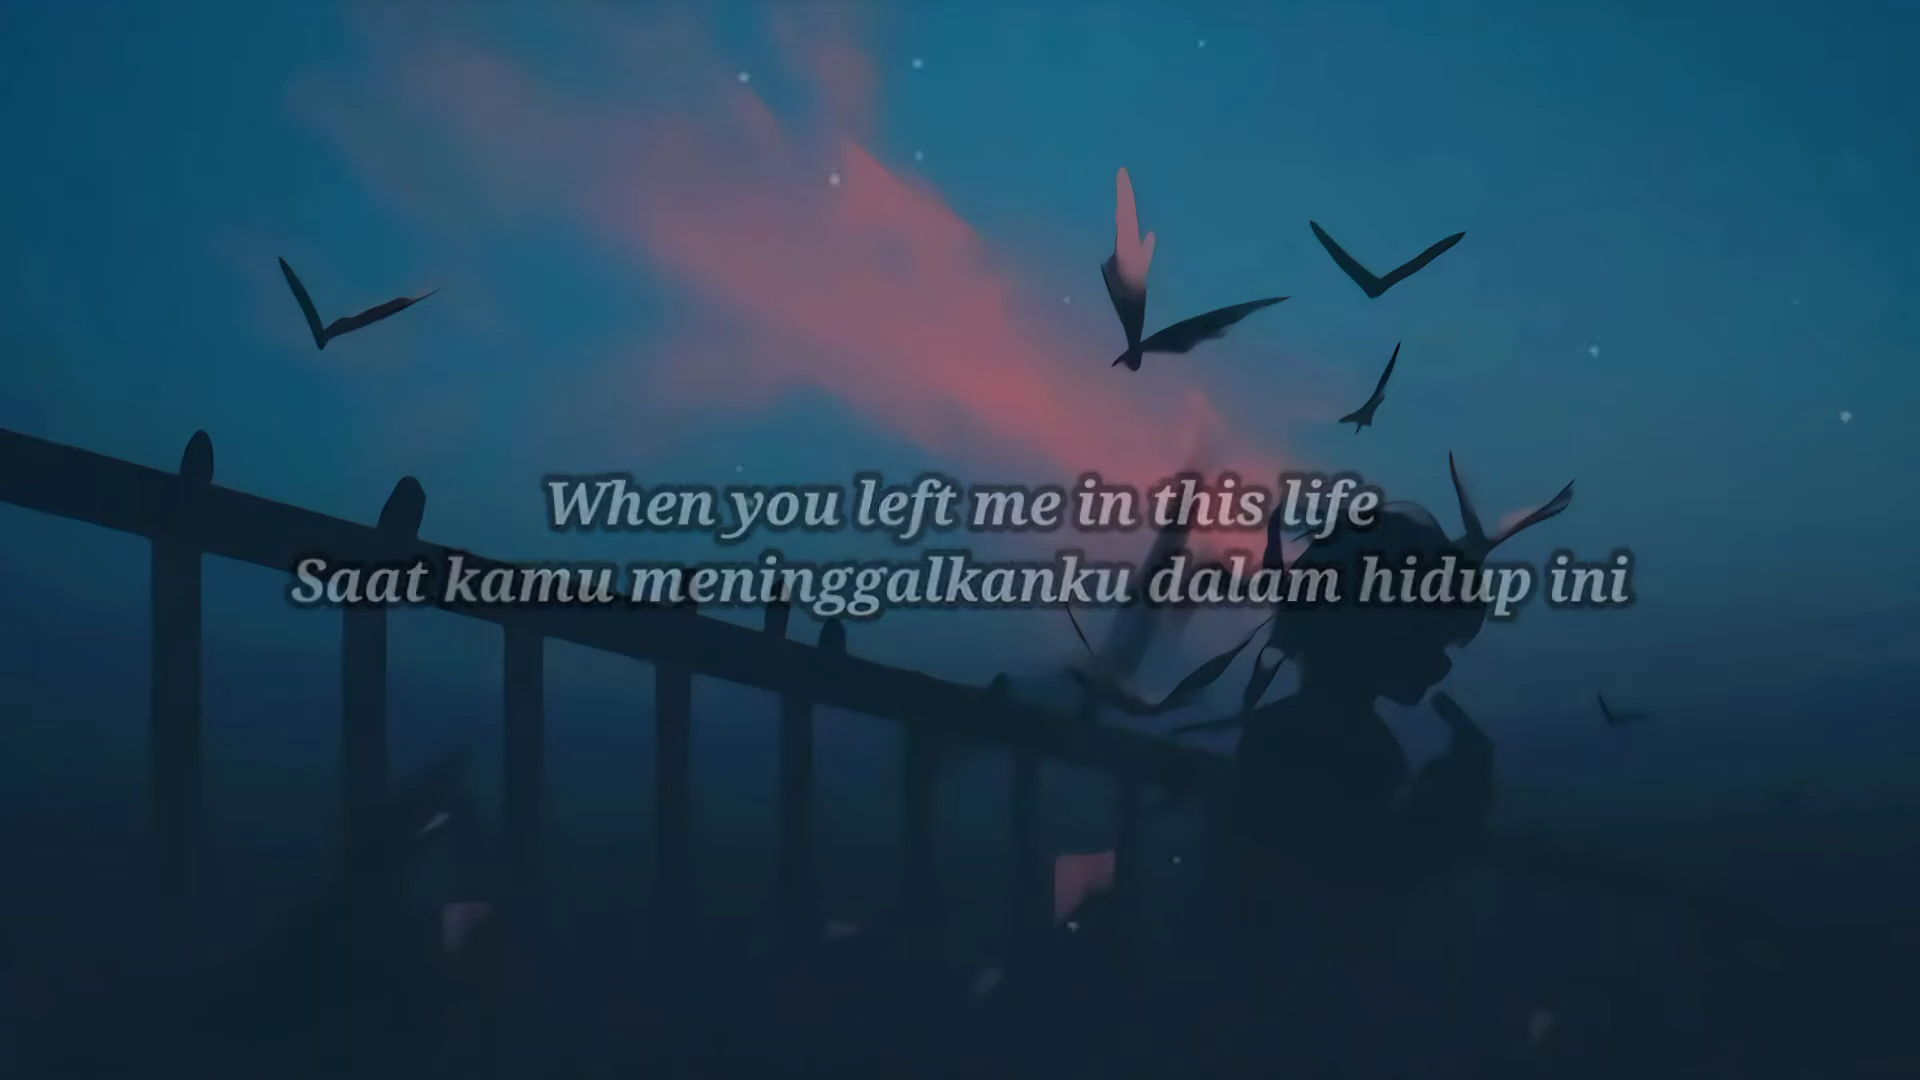 When you left me in this life
Saat kamu meninggalkanku dalam hidup ini